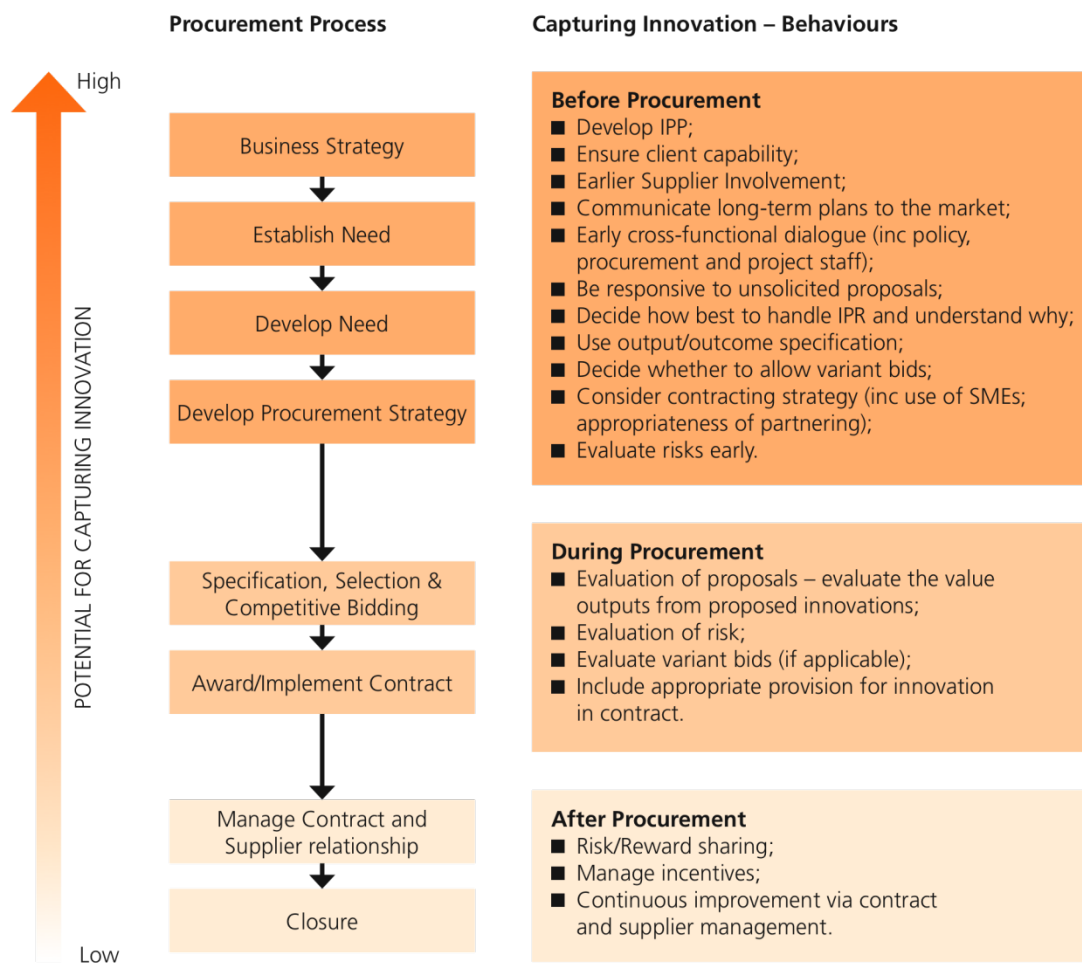 Procurement Process
Capturing Innovation – Behaviours
High
POTENTIAL FOR CAPTURING INNOVATION
Low
Business Strategy
Establish Need
Develop Need
Develop Procurement Strategy
Specification, Selection &
Competitive Bidding
Award/Implement Contract
Manage Contract and
Supplier relationship
Closure
Before Procurement
■ Develop IPP;
■ Ensure client capability;
■ Earlier Supplier Involvement;
■ Communicate long-term plans to the market;
■ Early cross-functional dialogue (inc policy,
procurement and project staff);
■ Be responsive to unsolicited proposals;
■ Decide how best to handle IPR and understand why;
■ Use output/outcome specification;
■ Decide whether to allow variant bids;
■ Consider contracting strategy (inc use of SMEs;
appropriateness of partnering);
■ Evaluate risks early.
During Procurement
■ Evaluation of proposals – evaluate the value
outputs from proposed innovations;
■ Evaluation of risk;
■ Evaluate variant bids (if applicable);
■ Include appropriate provision for innovation
in contract.
After Procurement
■ Risk/Reward sharing;
■ Manage incentives;
■ Continuous improvement via contract
and supplier management.